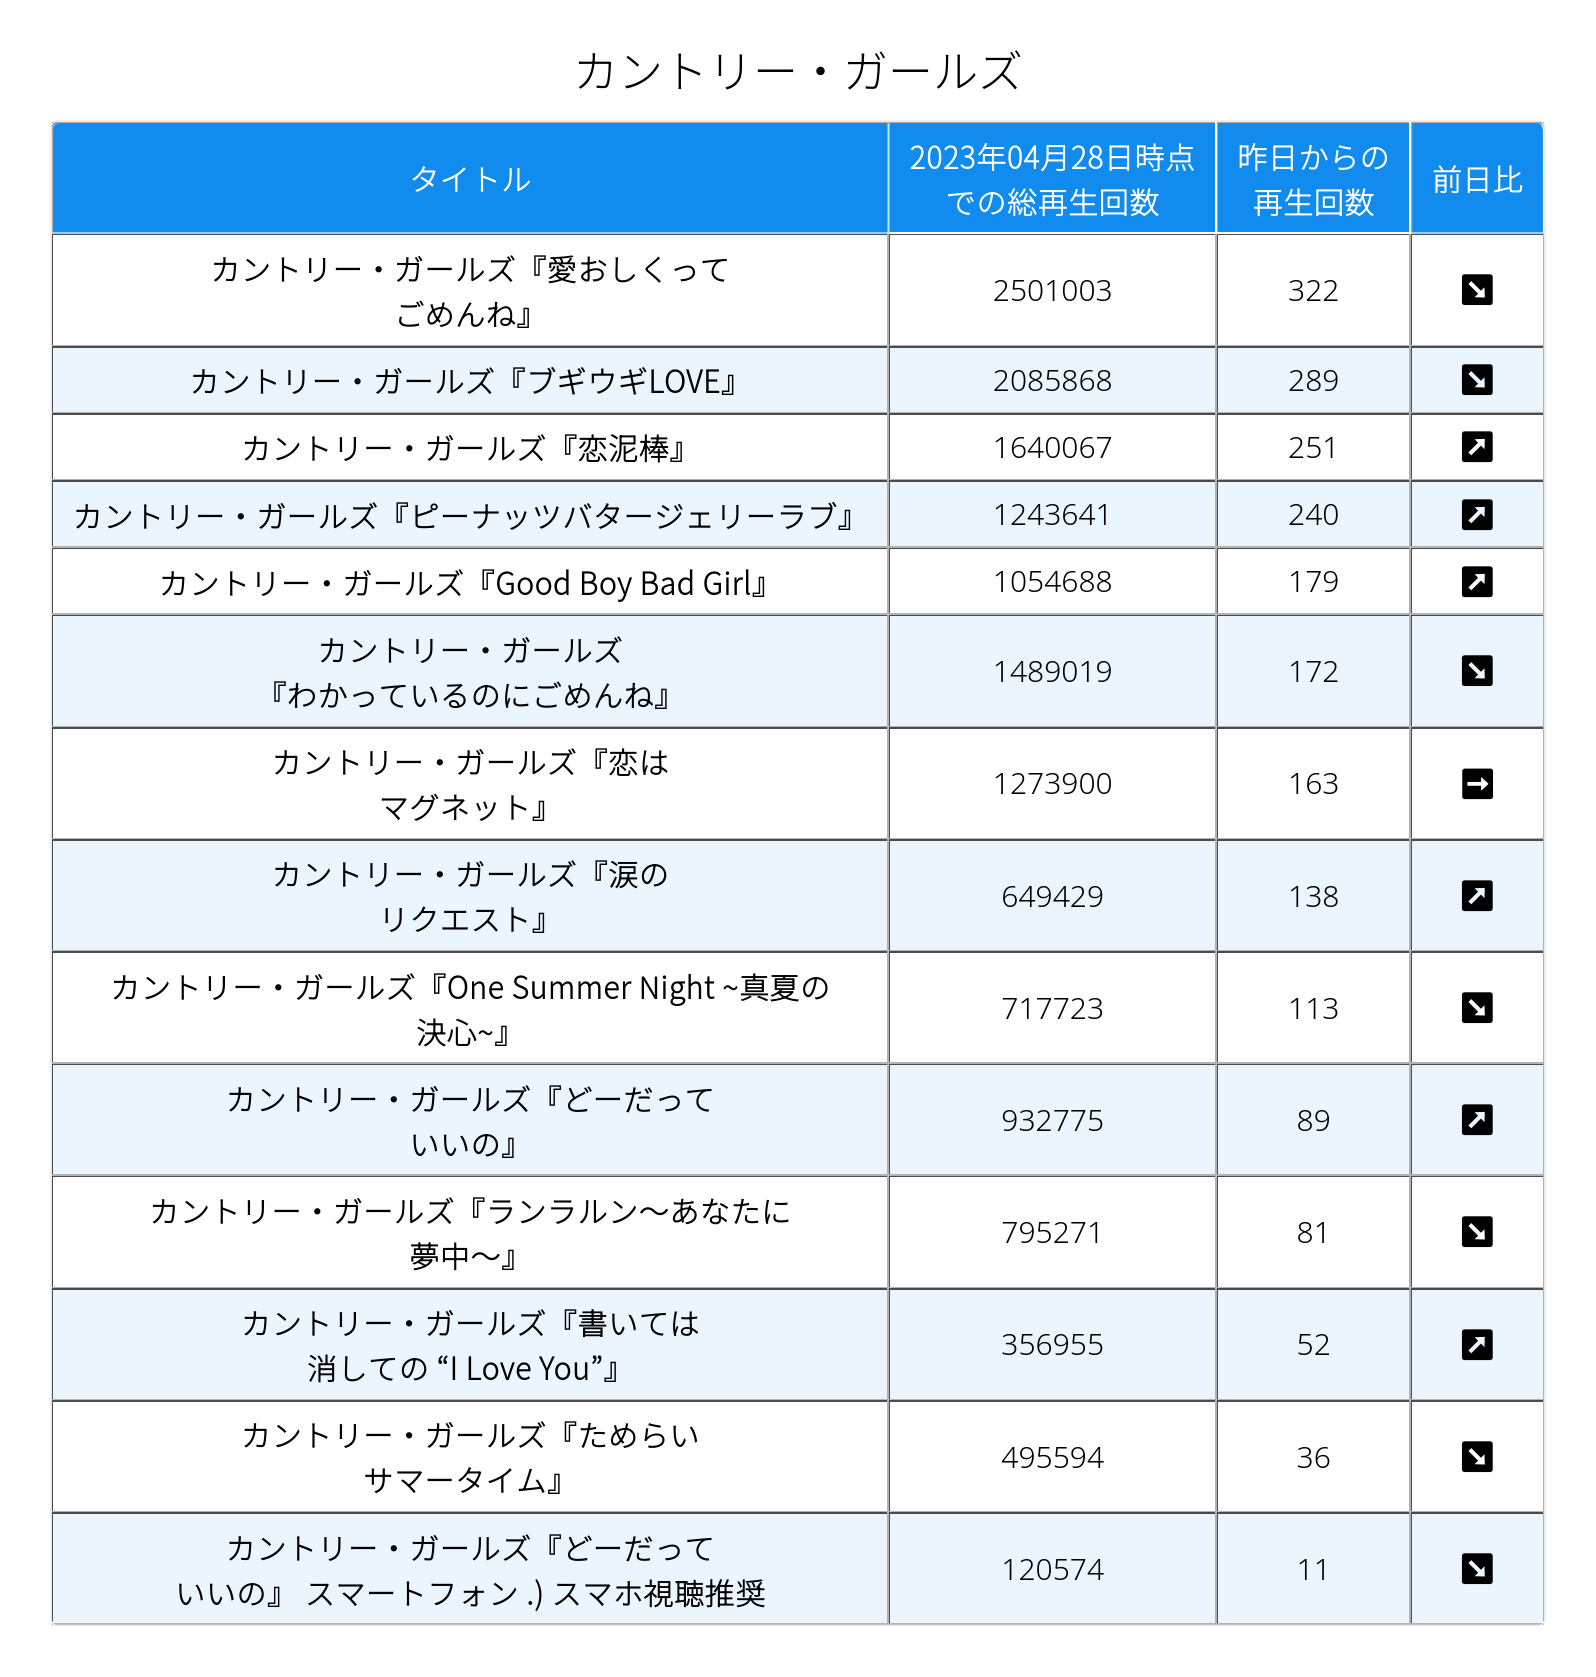 カントリー・ガールズ
タイトル
2023年04月28日時点
での総再生回数
昨日からの
再生回数
前日比
カントリー・ガールズ『愛おしくって
ごめんね』
2501003
322
カントリー・ガールズ『ブギウギLOVE』
2085868
289
カントリー・ガールズ『恋泥棒』
1640067
251
カントリー・ガールズ『ピーナッツバタージェリーラブ』
1243641
240
カントリー・ガールズ『Good Boy Bad Girl』
1054688
179
カントリー・ガールズ
『わかっているのにごめんね』
1489019
172
カントリー・ガールズ『恋は
マグネット』
1273900
163
カントリー・ガールズ『涙の
リクエスト』
649429
138
カントリー・ガールズ『One Summer Night ~真夏の
決心~』
717723
113
カントリー・ガールズ『どーだって
いいの』
932775
89
カントリー・ガールズ『ランラルン～あなたに
夢中～』
795271
81
カントリー・ガールズ『書いては
消しての “I Love You”』
356955
52
カントリー・ガールズ『ためらい
サマータイム』
495594
36
カントリー・ガールズ『どーだって
いいの』 スマートフォン .) スマホ視聴推奨
120574
11